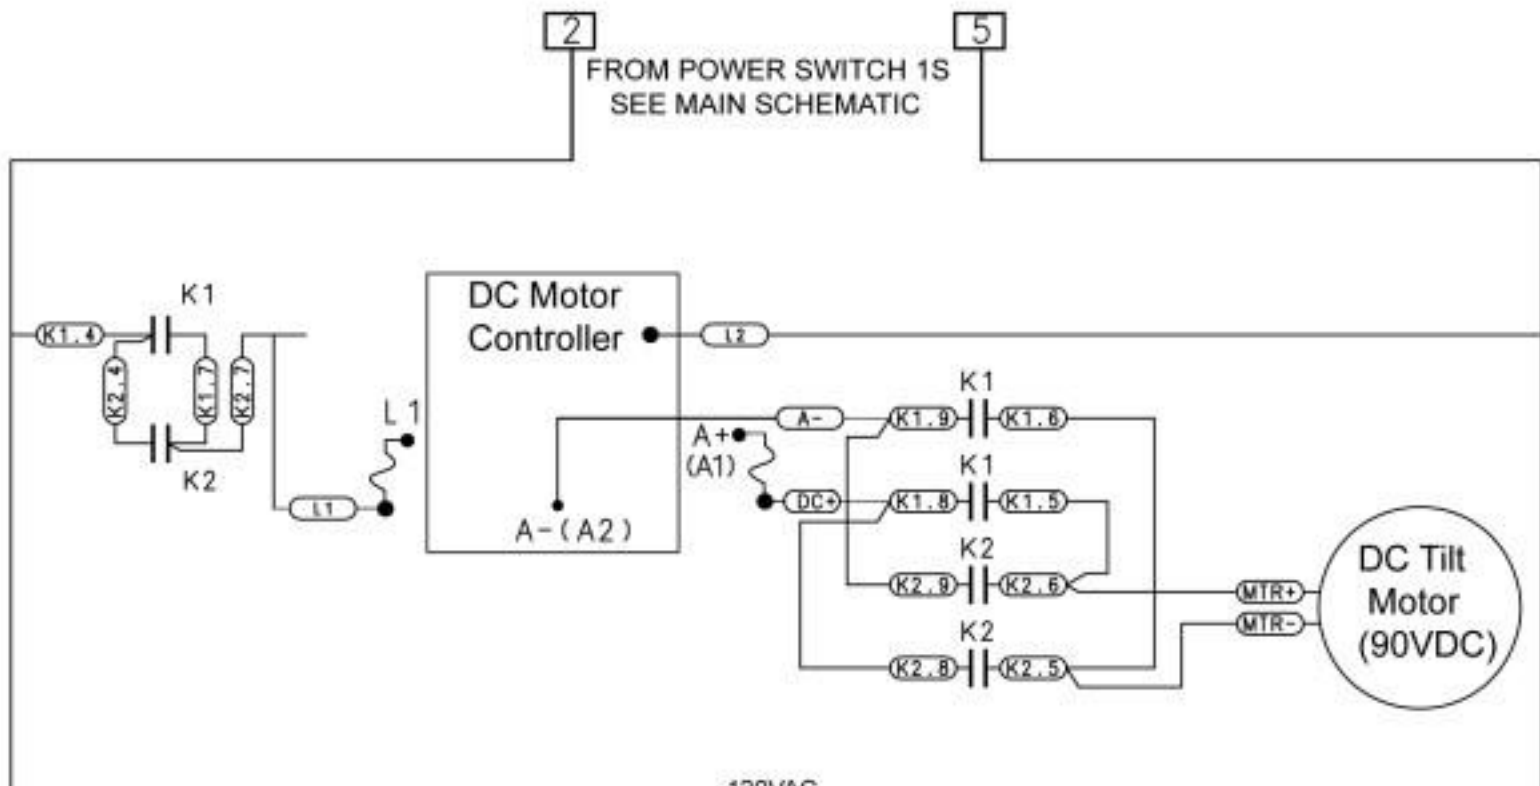 2
5
FROM POWER SWITCH 1S
SEE MAIN SCHEMATIC
K1
K1.4
K2.4
K1.7
K2.7
K2
L1
L1
DC Motor
Controller
L2
A-(A2)
A-
A+
(A1)
DC+
K1
K1.9
K1.6
K1
K1.8
K1.5
K2
K2.9
K2.6
K2
K2.8
K2.5
MTR+
MTR-
DC Tilt
Motor
(90VDC)